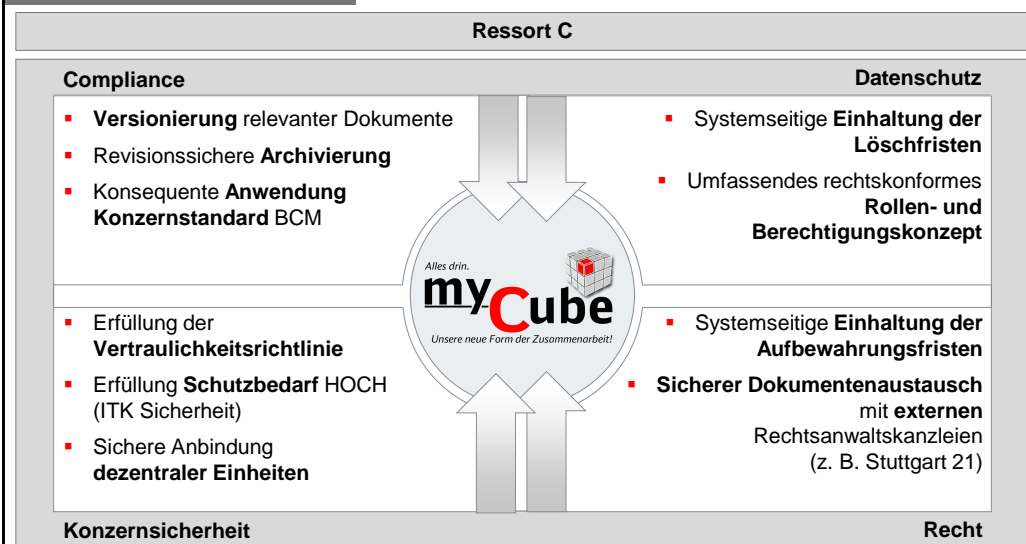 Ressort C
Compliance
Versionierung relevanter Dokumente
Revisionssichere Archivierung
Konsequente Anwendung
Konzernstandard BCM
Datenschutz
Systemseitige Einhaltung der
Löschfristen
Umfassendes rechtskonformes
Rollen- und
Berechtigungskonzept
Alles drin.
myCube
Unsere neue Form der Zusammenarbeit!
Erfüllung der
Vertraulichkeitsrichtlinie
Erfüllung Schutzbedarf HOCH
(ITK Sicherheit)
Sichere Anbindung
dezentraler Einheiten
Konzernsicherheit
Systemseitige Einhaltung der
Aufbewahrungsfristen
Sicherer Dokumentenaustausch
mit externen
Rechtsanwaltskanzleien
(z. B. Stuttgart 21)
Recht